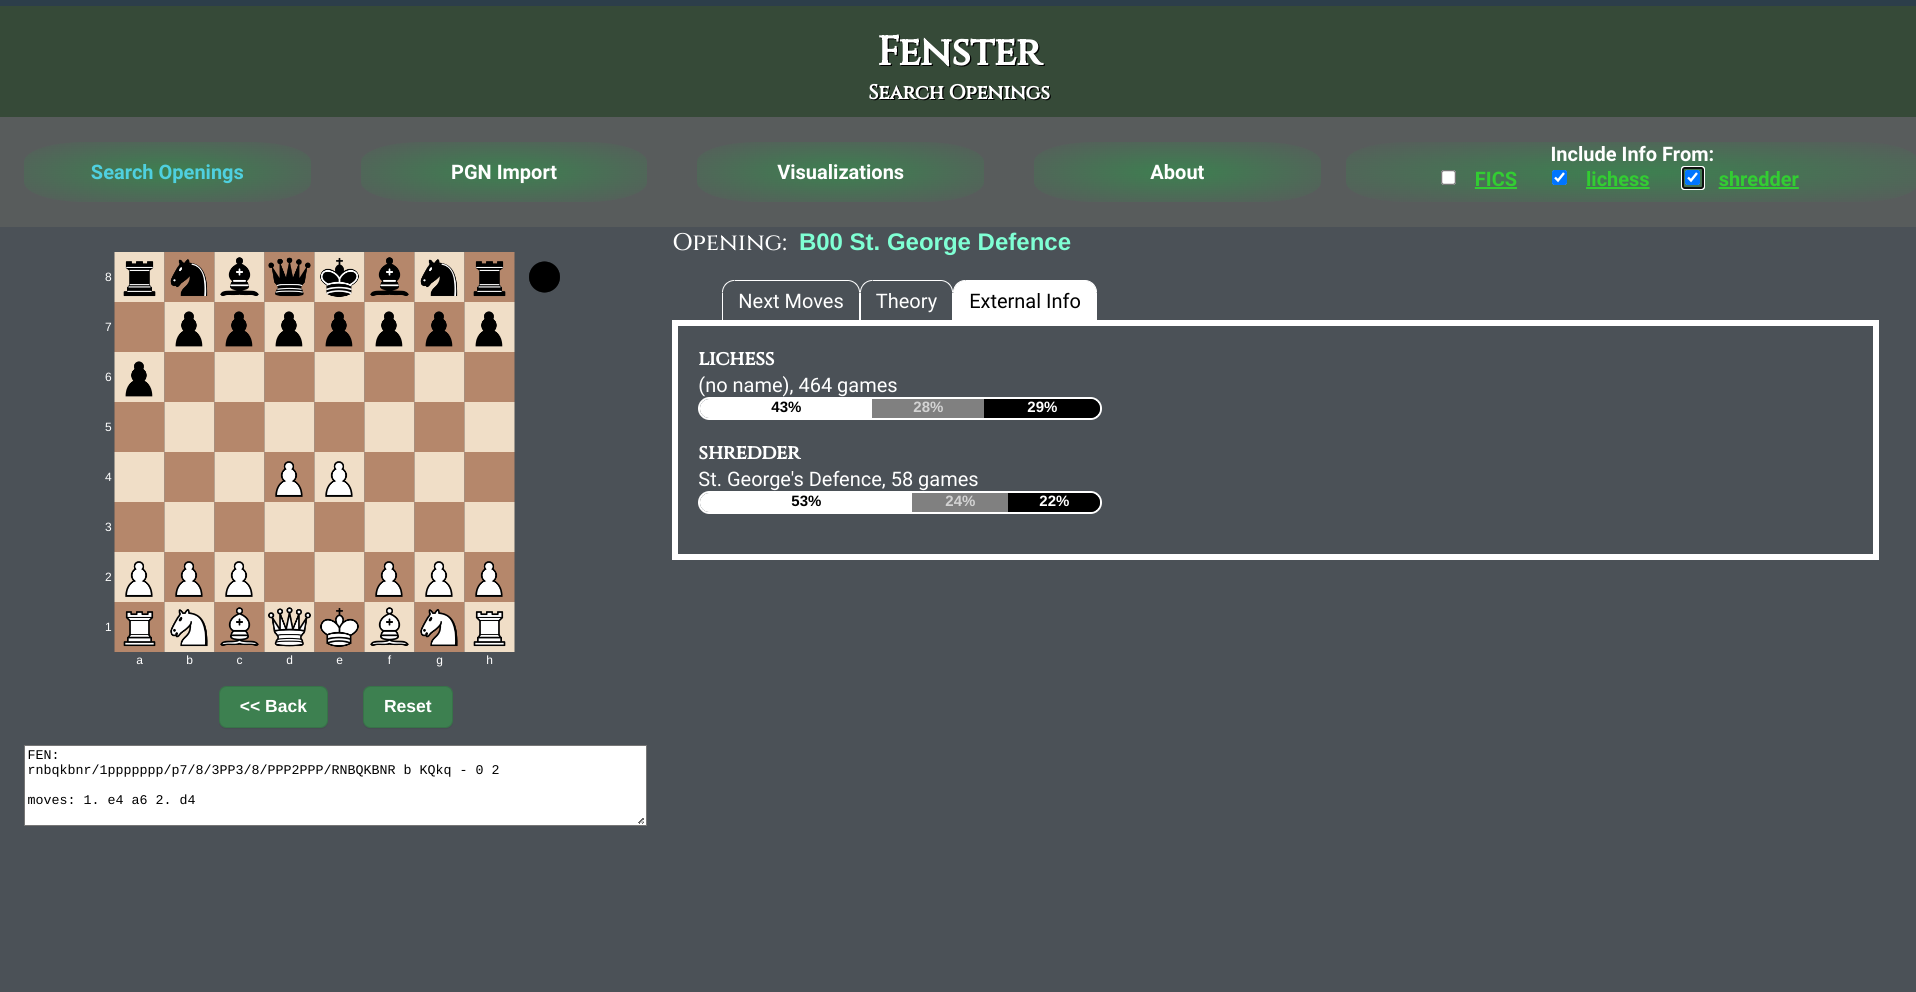 Fenster
Search Openings
Search Openings
PGN Import
Visualizations
About
Include Info From:
FICS lichess shredder
Opening: B00 St. George Defence
Next Moves
Theory
External Info
LICHESS
(no name), 464 games
43% 28% 29%
SHREDDER
St. George's Defence, 58 games
53% 24% 22%
8
7
6
5
4
3
2
1
a b c d e f g h
<< Back
Reset
FEN:
rnbqkbnr/1ppppppp/p7/8/3PP3/8/PPP2PPP/RNBQKBNR b KQkq - 0 2
moves: 1. e4 a6 2. d4